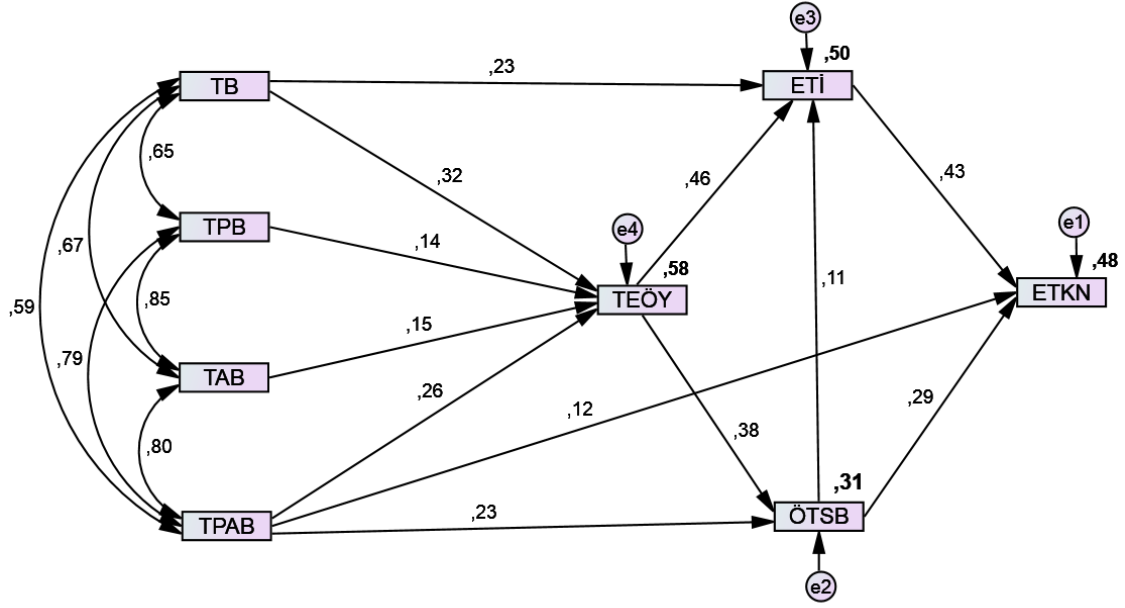 e3
,50
ETİ
TB
,23
,65
,32
,46
,43
TPB
e4
e1
,67
,14
,58
,48
TEÖY
ETKN
,59
,85
,11
,79
,15
TAB
,26
,12
,29
,80
,38
,31
TPAB
,23
ÖTSB
e2